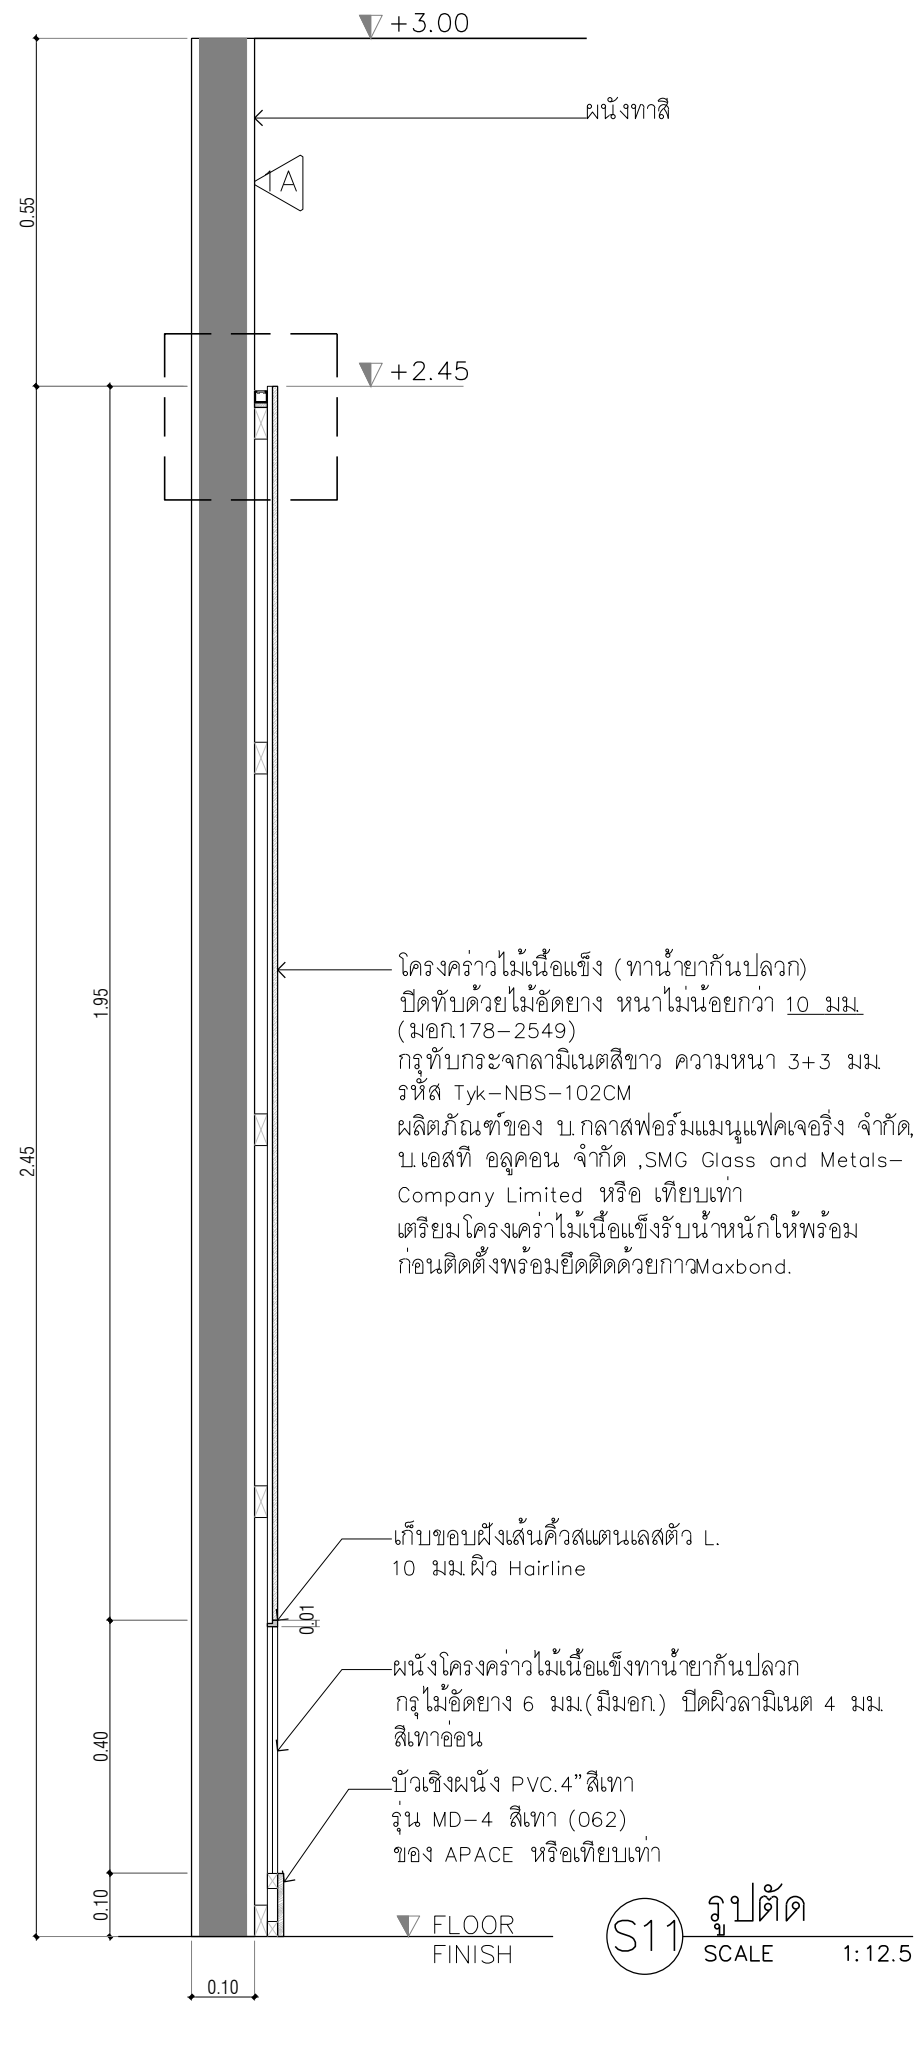 +3.00
ผนังทาสี
1A
0.55
+2.45
1.95
2.45
โครงคร่าวไม้เนื้อแข็ง (ทาน้ำยากันปลวก)
ปิดทับด้วยไม้อัดยาง หนาไม่น้อยกว่า 10 มม.
(มอก.178-2549)
กรุทับกระจกลามิเนตสีขาว ความหนา 3+3 มม.
รหัส Tyk-NBS-102CM
ผลิตภัณฑ์ของ บ.กลาสฟอร์มแมนูแฟคเจอริ่ง จำกัด,
บ.เอสที อลูคอน จำกัด ,SMG Glass and Metals-
Company Limited หรือ เทียบเท่า
เตรียมโครงเคร่าไม้เนื้อแข็งรับน้ำหนักให้พร้อม
ก่อนติดตั้งพร้อมยึดติดด้วยกาวMaxbond.
เก็บขอบฝังเส้นคิ้วสแตนเลสตัว L.
10 มม.ผิว Hairline
0.01
ผนังโครงคร่าวไม้เนื้อแข็งทาน้ำยากันปลวก
กรุไม้อัดยาง 6 มม.(มีมอก.) ปิดผิวลามิเนต 4 มม.
สีเทาอ่อน
0.40
บัวเชิงผนัง PVC.4” สีเทา
รุ่น MD-4 สีเทา (062)
ของ APACE หรือเทียบเท่า
0.10
FLOOR
FINISH
S11
รูปตัด
SCALE 1:12.5
0.10